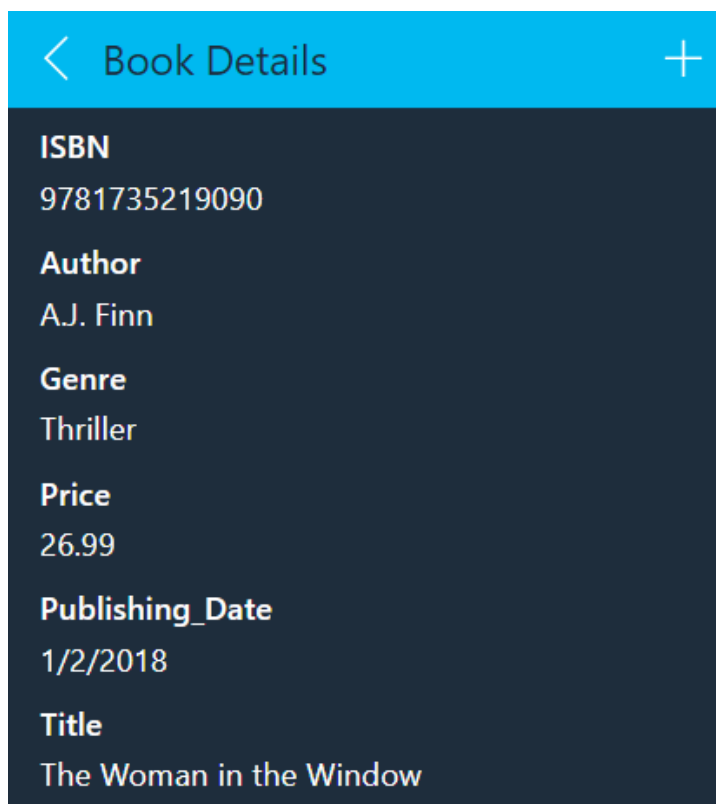 Book Details
ISBN
9781735219090
Author
A.J. Finn
Genre
Thriller
Price
26.99
Publishing_Date
1/2/2018
Title
The Woman in the Window